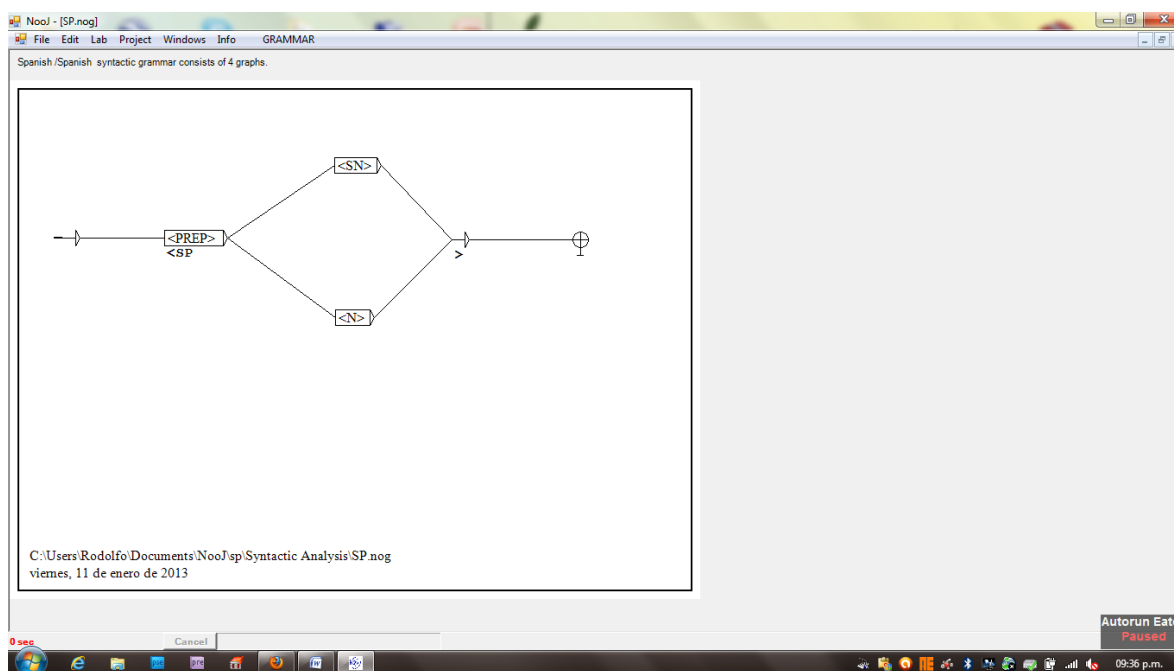 NooJ - [SP.nog]
File Edit Lab Project Windows Info GRAMMAR
Spanish /Spanish syntactic grammar consists of 4 graphs.
<SN>
<PREP>
<SP
>
<N>
C:\Users\Rodolfo\Documents\NooJ\sp\Syntactic Analysis\SP.nog
viernes, 11 de enero de 2013
0 sec
Cancel
Autorun Eat
Paused
pse
pre
09:36 p.m.